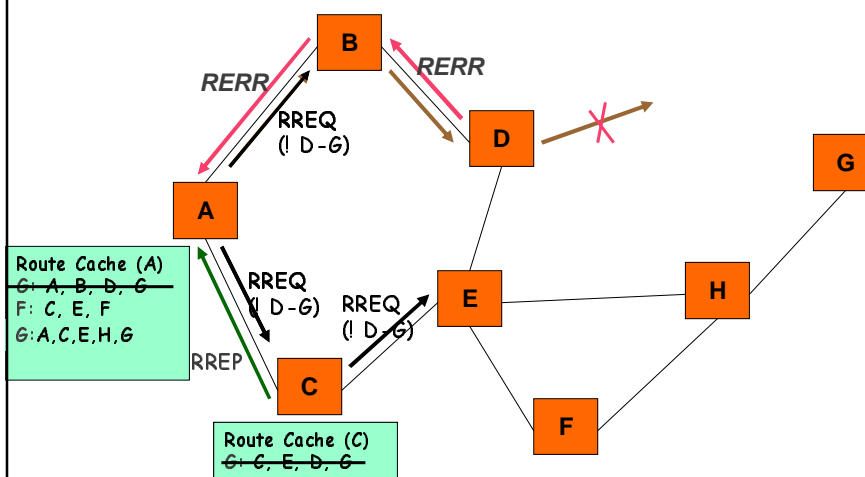 B
RERR
RERR
RREQ
(! D-G)
D
G
A
Route Cache (A)
G: A, B, D, G
F: C, E, F
G:A,C,E,H,G
RREQ
(! D-G)
RREQ
(! D-G)
E
H
RREP
C
F
Route Cache (C)
G: C, E, D, G